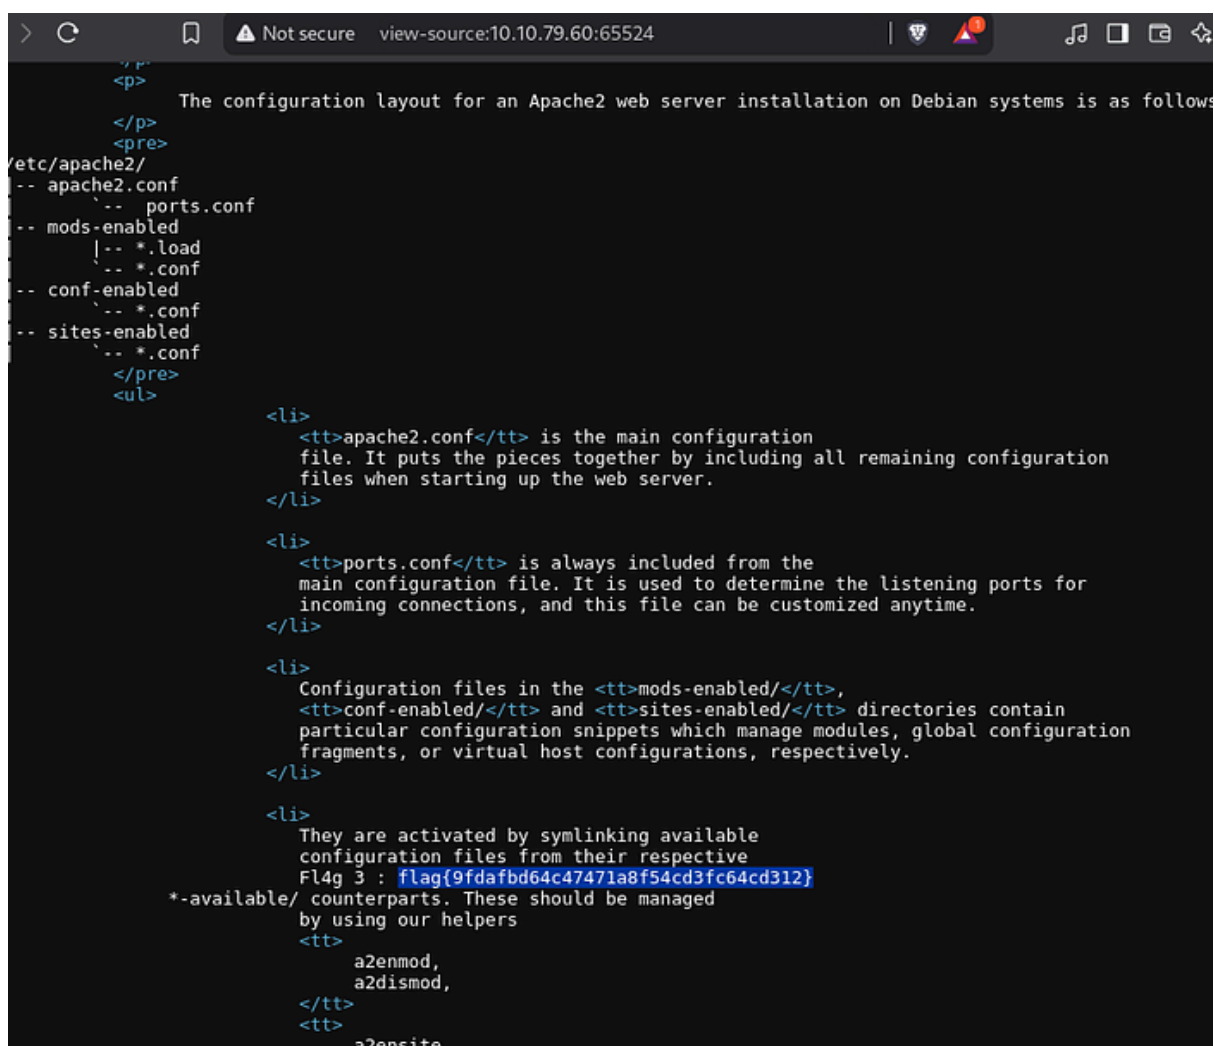 Not secure view-source:10.10.79.60:65524
1
<p>
The configuration layout for an Apache2 web server installation on Debian systems is as follows
</p>
<pre>
/etc/apache2/
|-- apache2.conf
|       `--  ports.conf
|-- mods-enabled
|       |-- *.load
|       `-- *.conf
|-- conf-enabled
|       `-- *.conf
|-- sites-enabled
|       `-- *.conf
</pre>
<ul>
<li>
<tt>apache2.conf</tt> is the main configuration
file. It puts the pieces together by including all remaining configuration
files when starting up the web server.
</li>
<li>
<tt>ports.conf</tt> is always included from the
main configuration file. It is used to determine the listening ports for
incoming connections, and this file can be customized anytime.
</li>
<li>
Configuration files in the <tt>mods-enabled/</tt>,
<tt>conf-enabled/</tt> and <tt>sites-enabled/</tt> directories contain
particular configuration snippets which manage modules, global configuration
fragments, or virtual host configurations, respectively.
</li>
<li>
They are activated by symlinking available
configuration files from their respective
Fl4g 3 : flag{9fdafbd64c47471a8f54cd3fc64cd312}
*-available/ counterparts. These should be managed
by using our helpers
<tt>
a2enmod,
a2dismod,
</tt>
<tt>